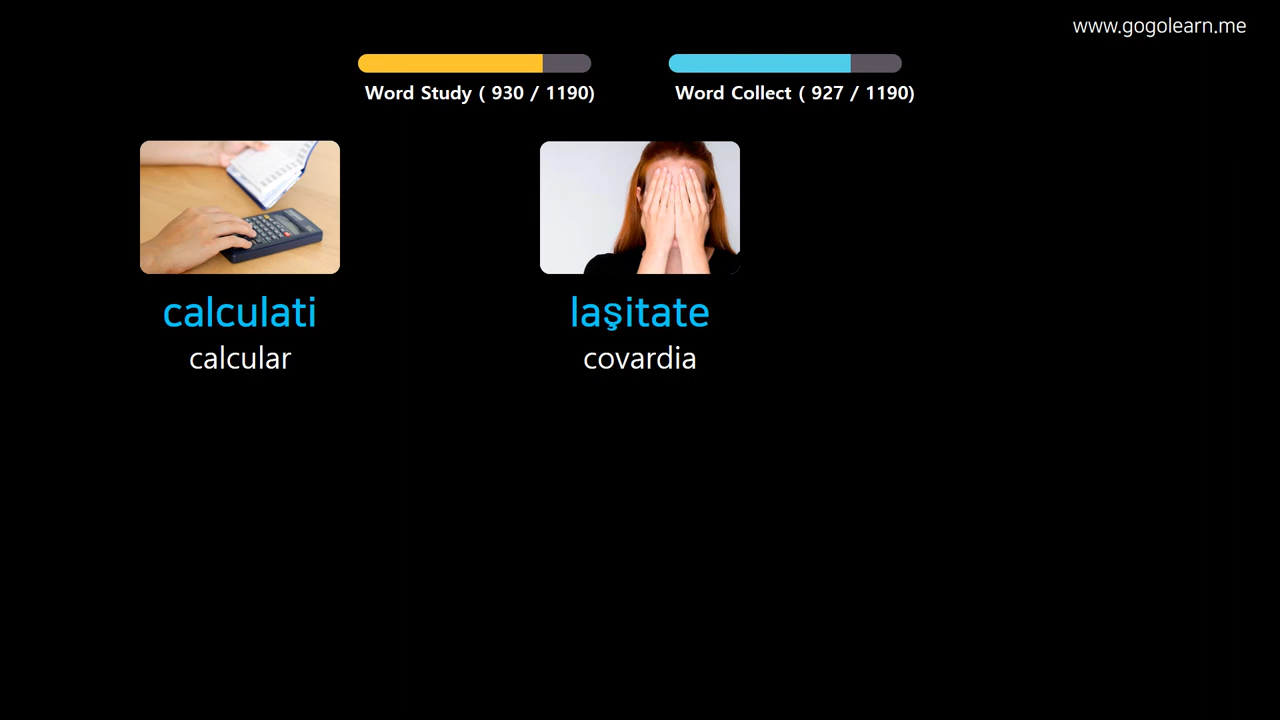 www.gogolearn.me
Word Study ( 930 / 1190)
Word Collect ( 927 / 1190)
calculati
calcular
laşitate
covardia